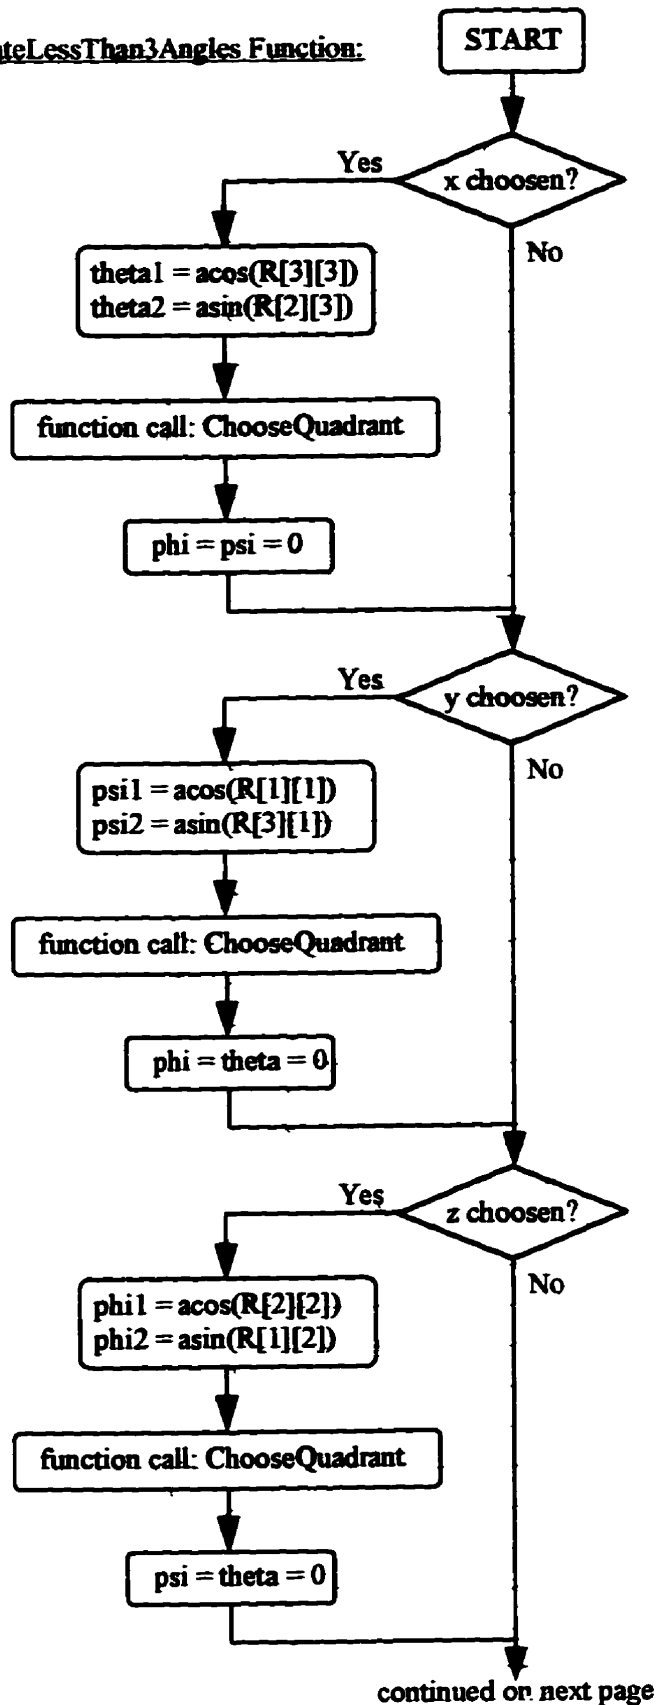 ateLessThan3Angles Function:
START
x choosen?
Yes
No
theta1 = acos(R[3][3])
theta2 = asin(R[2][3])
function call: ChooseQuadrant
phi = psi = 0
y choosen?
Yes
No
psi1 = acos(R[1][1])
psi2 = asin(R[3][1])
function call: ChooseQuadrant
phi = theta = 0
z choosen?
Yes
No
phi1 = acos(R[2][2])
phi2 = asin(R[1][2])
function call: ChooseQuadrant
psi = theta = 0
continued on next page